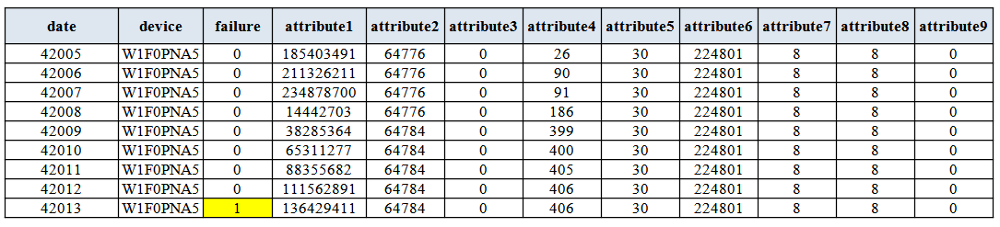 date device failure attribute1 attribute2 attribute3 attribute4 attribute5 attribute6 attribute7 attribute8 attribute9
42005 W1F0PNA5 0 185403491 64776 0 26 30 224801 8 8 0
42006 W1F0PNA5 0 211326211 64776 0 90 30 224801 8 8 0
42007 W1F0PNA5 0 234878700 64776 0 91 30 224801 8 8 0
42008 W1F0PNA5 0 14442703 64776 0 186 30 224801 8 8 0
42009 W1F0PNA5 0 38285364 64784 0 399 30 224801 8 8 0
42010 W1F0PNA5 0 65311277 64784 0 400 30 224801 8 8 0
42011 W1F0PNA5 0 88355682 64784 0 405 30 224801 8 8 0
42012 W1F0PNA5 0 111562891 64784 0 406 30 224801 8 8 0
42013 W1F0PNA5 1 136429411 64784 0 406 30 224801 8 8 0